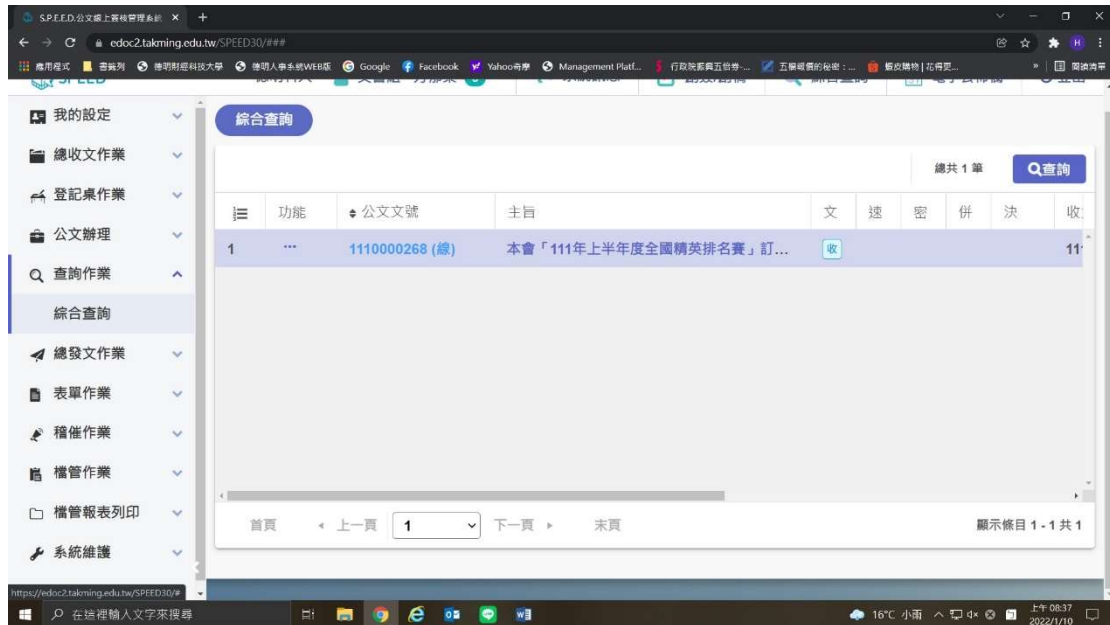 S.P.E.E.D.公文線上簽核管理系統
edoc2.takming.edu.tw/SPEED30/###
應用程式 書籤列 德明財經科技大學 德明人事系統WEB版 Google Facebook Yahoo奇摩 Management Platf... 行政院振興五倍券-... 五層報價的秘密：... 蝦皮購物 | 花得更... » 閱讀清單
我的設定
總收文作業
登記桌作業
公文辦理
查詢作業
綜合查詢
總發文作業
表單作業
稽催作業
檔管作業
檔管報表列印
系統維護
綜合查詢
總共 1 筆 查詢
功能 公文文號 主旨 文 速 密 併 決 收
1 ... 1110000268 (線) 本會「111年上半年度全國精英排名賽」訂... 收 11
首頁 上一頁 1 下一頁 末頁 顯示條目 1 - 1 共 1
https://edoc2.takming.edu.tw/SPEED30/#
在這裡輸入文字來搜尋 16°C 小雨 上午 08:37
2022/1/10